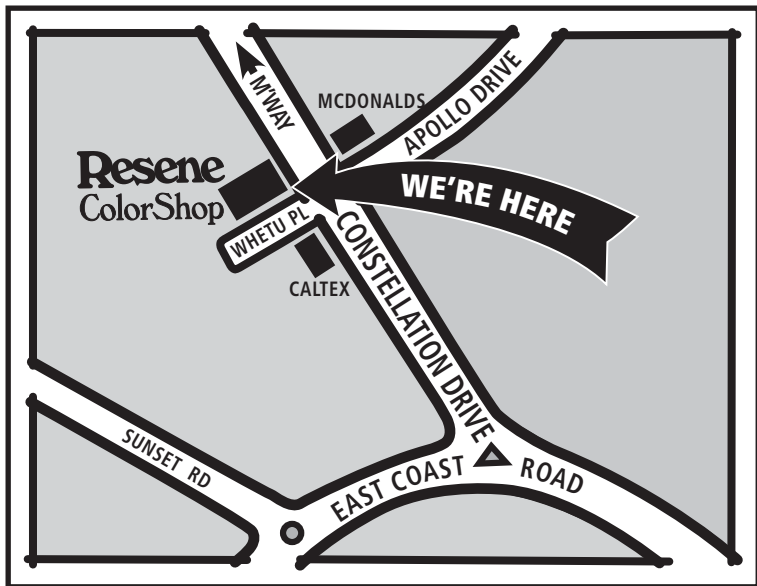 M'WAY
MCDONALDS
APOLLO DRIVE
Resene
ColorShop
WE'RE HERE
WHETU PL
CALTEX
CONSTELLATION DRIVE
SUNSET RD
EAST COAST ROAD